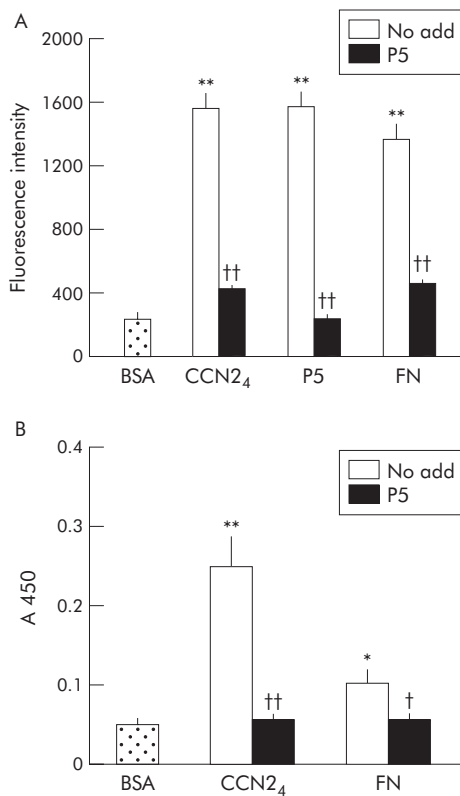 A
No add
P5
2000
1600
1200
800
400
0
Fluorescence intensity
**
**
**
††
††
††
BSA
CCN2₄
P5
FN
B
No add
P5
0.4
0.3
0.2
0.1
0
A 450
**
*
††
†
BSA
CCN2₄
FN